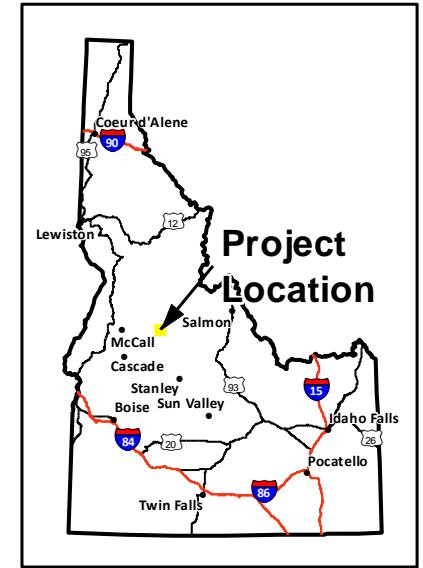 Coeur d'Alene
90
95
12
Lewiston
Project
Location
Salmon
McCall
Cascade
Stanley
93
15
Sun Valley
Boise
Idaho Falls
84
20
26
Pocatello
86
Twin Falls